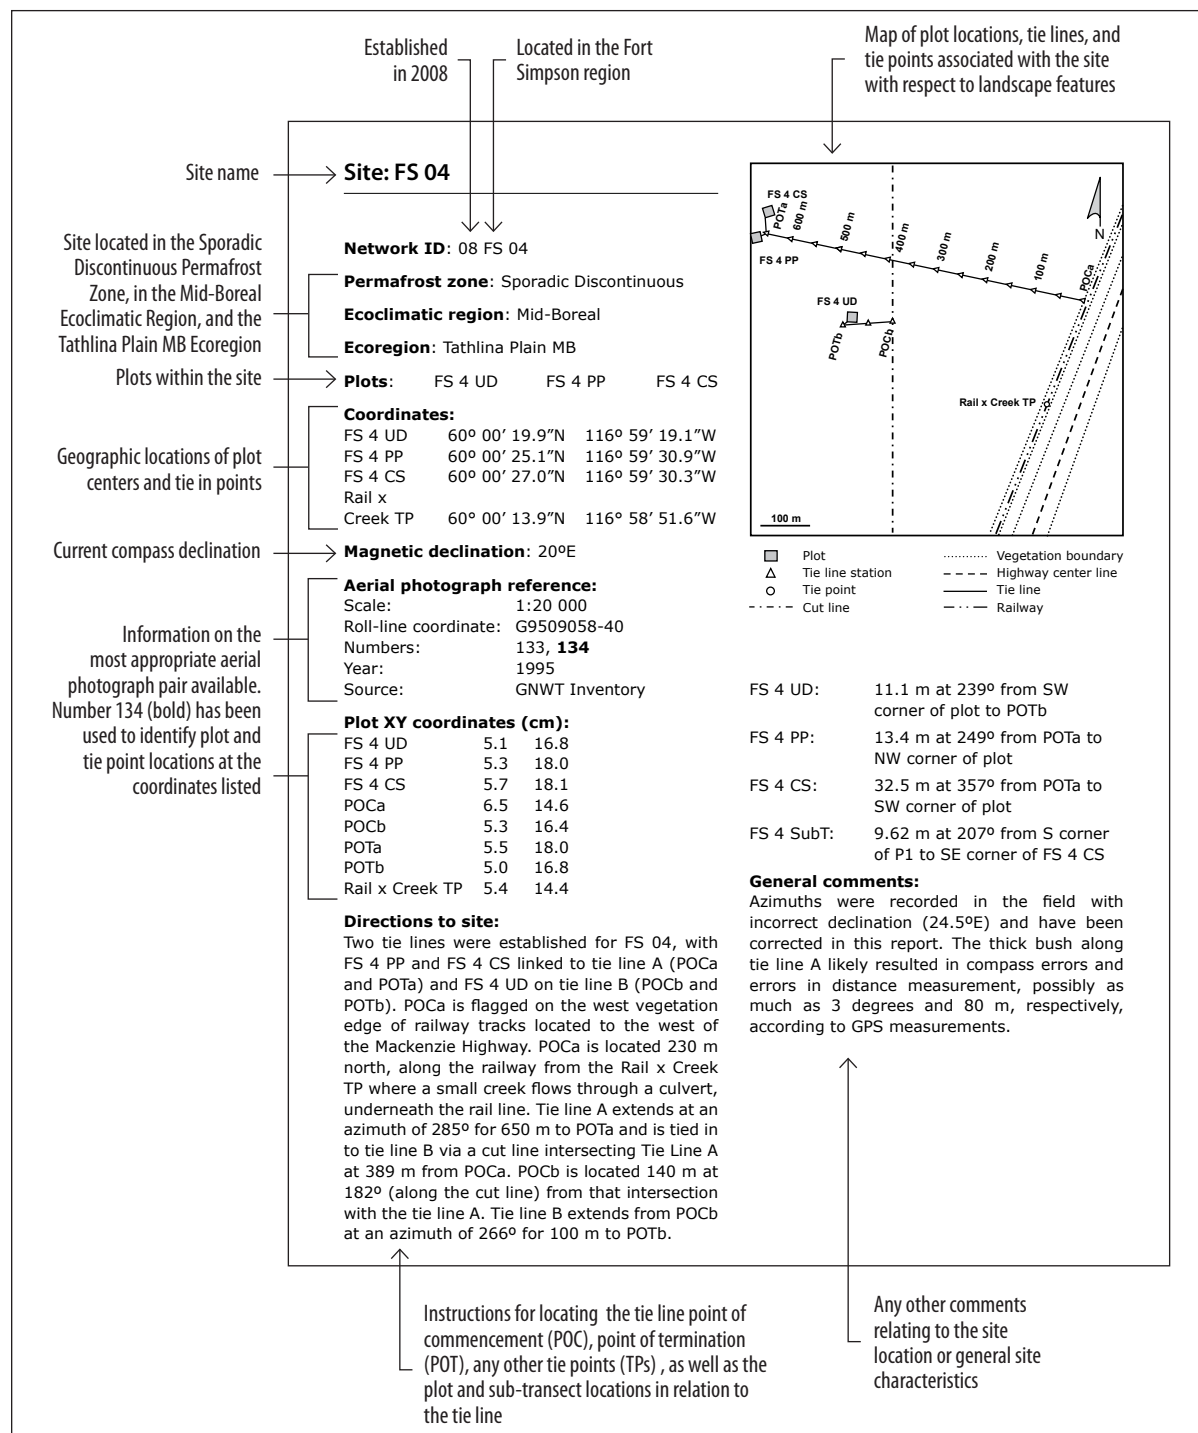 Established
in 2008
Located in the Fort
Simpson region
Map of plot locations, tie lines, and
tie points associated with the site
with respect to landscape features
Site name
Site: FS 04
Network ID: 08 FS 04
Site located in the Sporadic
Discontinuous Permafrost
Zone, in the Mid-Boreal
Ecoclimatic Region, and the
Tathlina Plain MB Ecoregion
Permafrost zone: Sporadic Discontinuous
Ecoclimatic region: Mid-Boreal
Ecoregion: Tathlina Plain MB
Plots within the site
Plots: FS 4 UD FS 4 PP FS 4 CS
Geographic locations of plot
centers and tie in points
Coordinates:
FS 4 UD 60º 00’ 19.9”N 116º 59’ 19.1”W
FS 4 PP 60º 00’ 25.1”N 116º 59’ 30.9”W
FS 4 CS 60º 00’ 27.0”N 116º 59’ 30.3”W
Rail x
Creek TP 60° 00’ 13.9”N 116° 58’ 51.6”W
Current compass declination
Magnetic declination: 20ºE
Information on the
most appropriate aerial
photograph pair available.
Number 134 (bold) has been
used to identify plot and
tie point locations at the
coordinates listed
Aerial photograph reference:
Scale: 1:20 000
Roll-line coordinate: G9509058-40
Numbers: 133, 134
Year: 1995
Source: GNWT Inventory
Plot XY coordinates (cm):
FS 4 UD 5.1 16.8
FS 4 PP 5.3 18.0
FS 4 CS 5.7 18.1
POCa 6.5 14.6
POCb 5.3 16.4
POTa 5.5 18.0
POTb 5.0 16.8
Rail x Creek TP 5.4 14.4
Directions to site:
Two tie lines were established for FS 04, with
FS 4 PP and FS 4 CS linked to tie line A (POCa
and POTa) and FS 4 UD on tie line B (POCb and
POTb). POCa is flagged on the west vegetation
edge of railway tracks located to the west of
the Mackenzie Highway. POCa is located 230 m
north, along the railway from the Rail x Creek
TP where a small creek flows through a culvert,
underneath the rail line. Tie line A extends at an
azimuth of 285º for 650 m to POTa and is tied in
to tie line B via a cut line intersecting Tie Line A
at 389 m from POCa. POCb is located 140 m at
182º (along the cut line) from that intersection
with the tie line A. Tie line B extends from POCb
at an azimuth of 266º for 100 m to POTb.
FS 4 CS
POTa
600 m
500 m
400 m
300 m
200 m
100 m
POCa
N
FS 4 PP
FS 4 UD
POTb
POCb
Rail x Creek TP
100 m
Plot
Tie line station
Tie point
Cut line
Vegetation boundary
Highway center line
Tie line
Railway
FS 4 UD: 11.1 m at 239º from SW
corner of plot to POTb
FS 4 PP: 13.4 m at 249º from POTa to
NW corner of plot
FS 4 CS: 32.5 m at 357º from POTa to
SW corner of plot
FS 4 SubT: 9.62 m at 207º from S corner
of P1 to SE corner of FS 4 CS
General comments:
Azimuths were recorded in the field with
incorrect declination (24.5ºE) and have been
corrected in this report. The thick bush along
tie line A likely resulted in compass errors and
errors in distance measurement, possibly as
much as 3 degrees and 80 m, respectively,
according to GPS measurements.
Instructions for locating the tie line point of
commencement (POC), point of termination
(POT), any other tie points (TPs) , as well as the
plot and sub-transect locations in relation to
the tie line
Any other comments
relating to the site
location or general site
characteristics